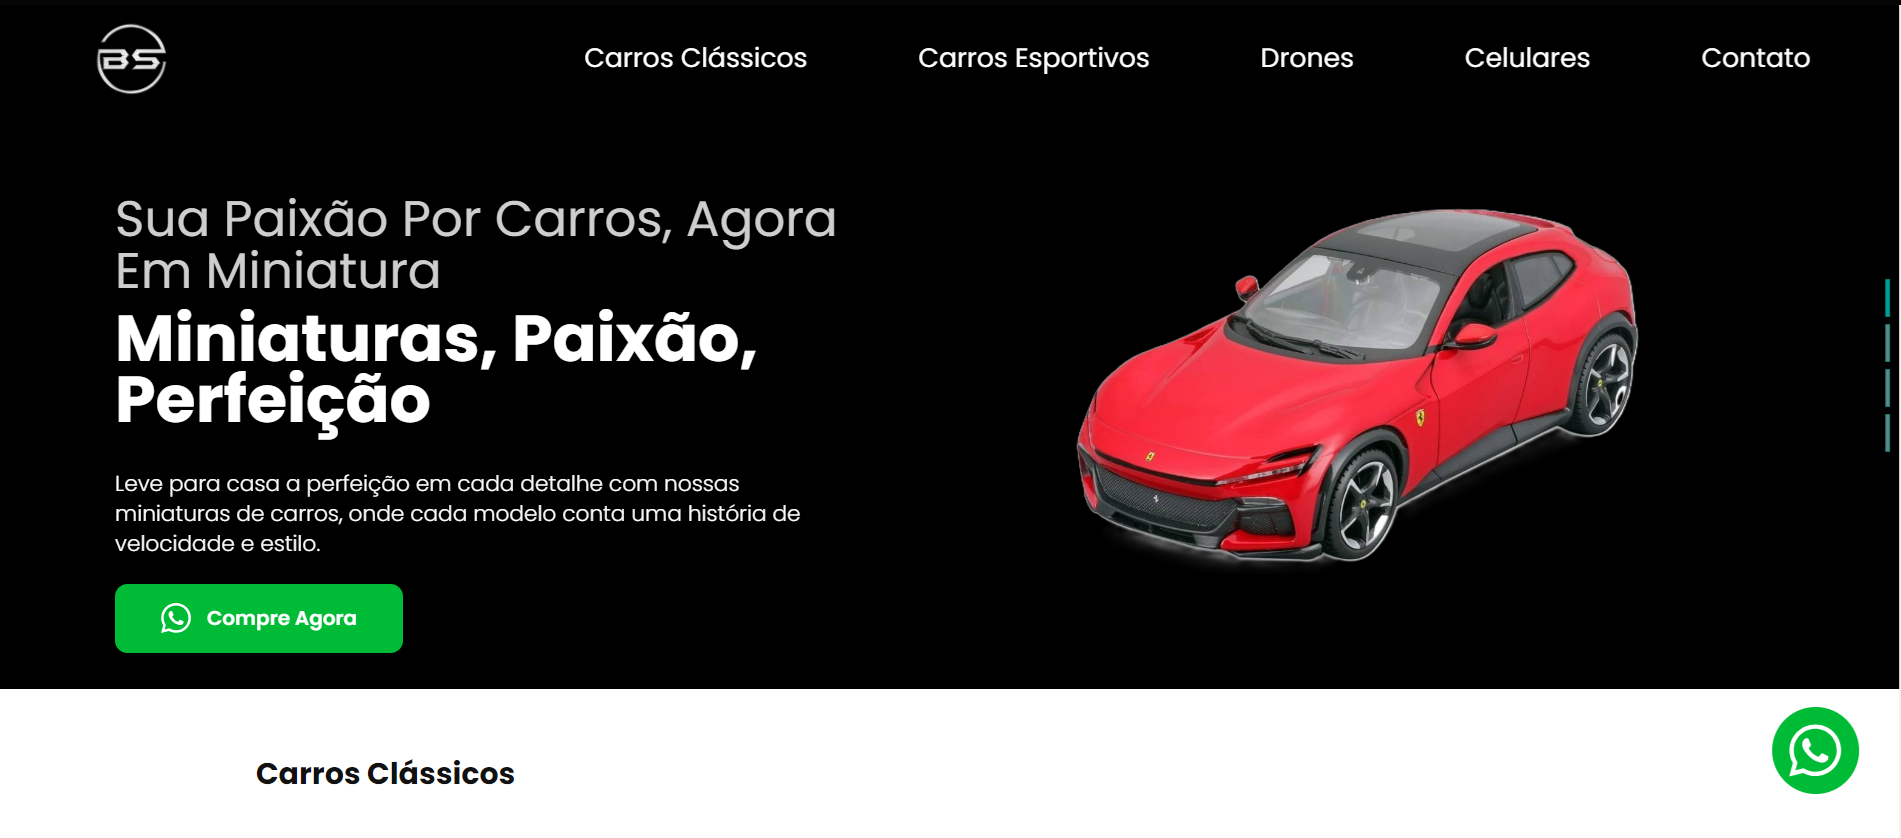 BS
Carros Clássicos
Carros Esportivos
Drones
Celulares
Contato
Sua Paixão Por Carros, Agora
Em Miniatura
Miniaturas, Paixão,
Perfeição
Leve para casa a perfeição em cada detalhe com nossas
miniaturas de carros, onde cada modelo conta uma história de
velocidade e estilo.
Compre Agora
Carros Clássicos